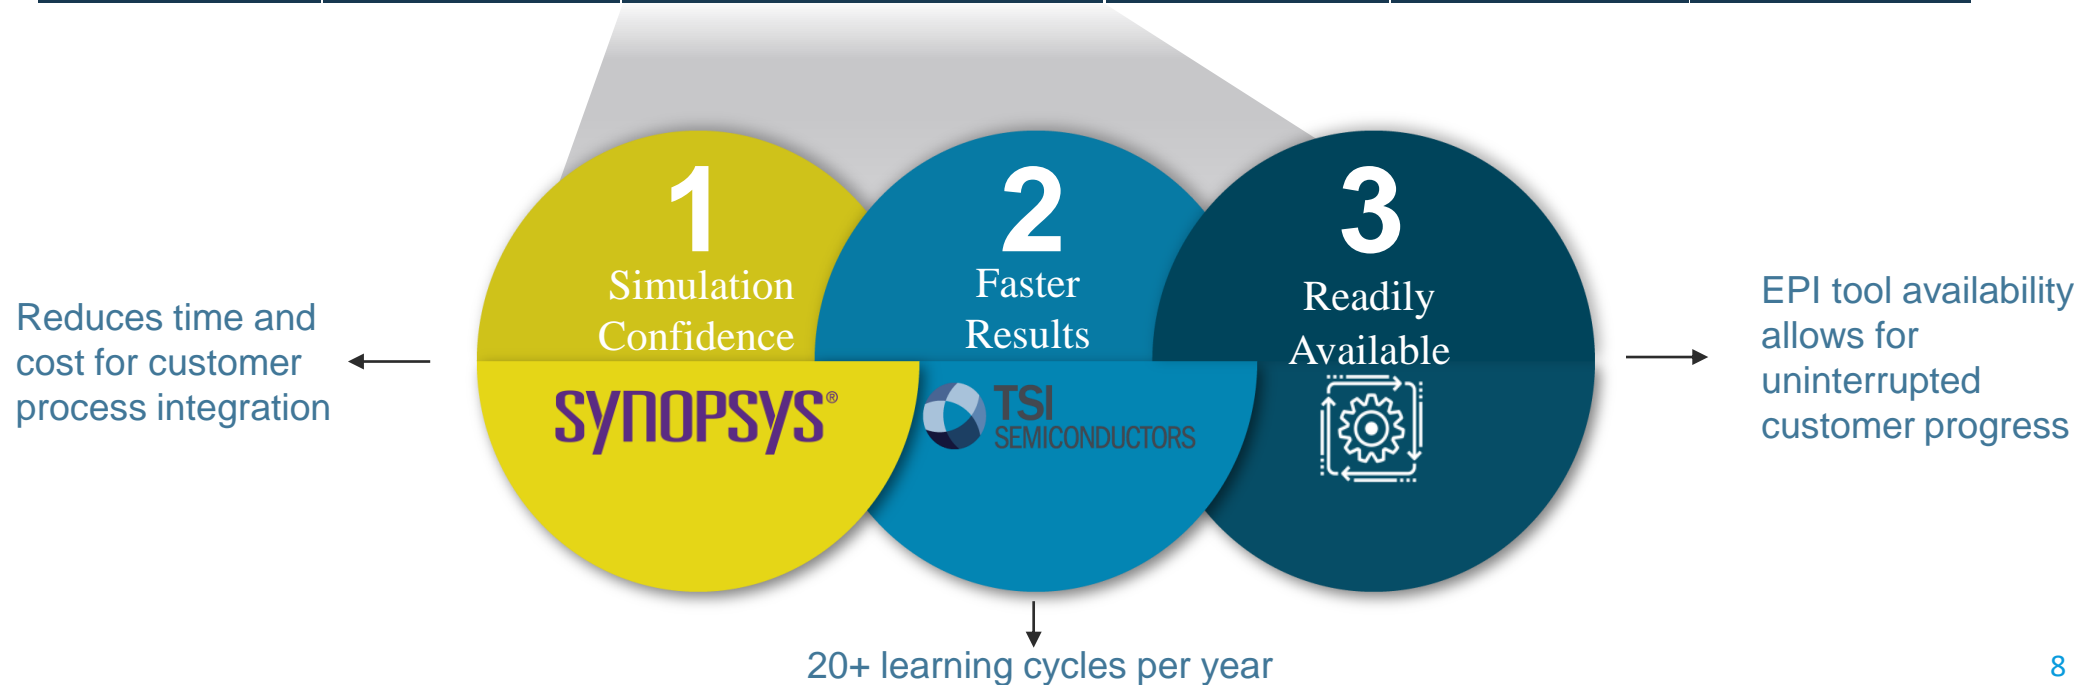 1
Simulation
Confidence
SYNOPSYS®
2
Faster
Results
TSI
SEMICONDUCTORS
3
Readily
Available
Reduces time and
cost for customer
process integration
EPI tool availability
allows for
uninterrupted
customer progress
20+ learning cycles per year
8